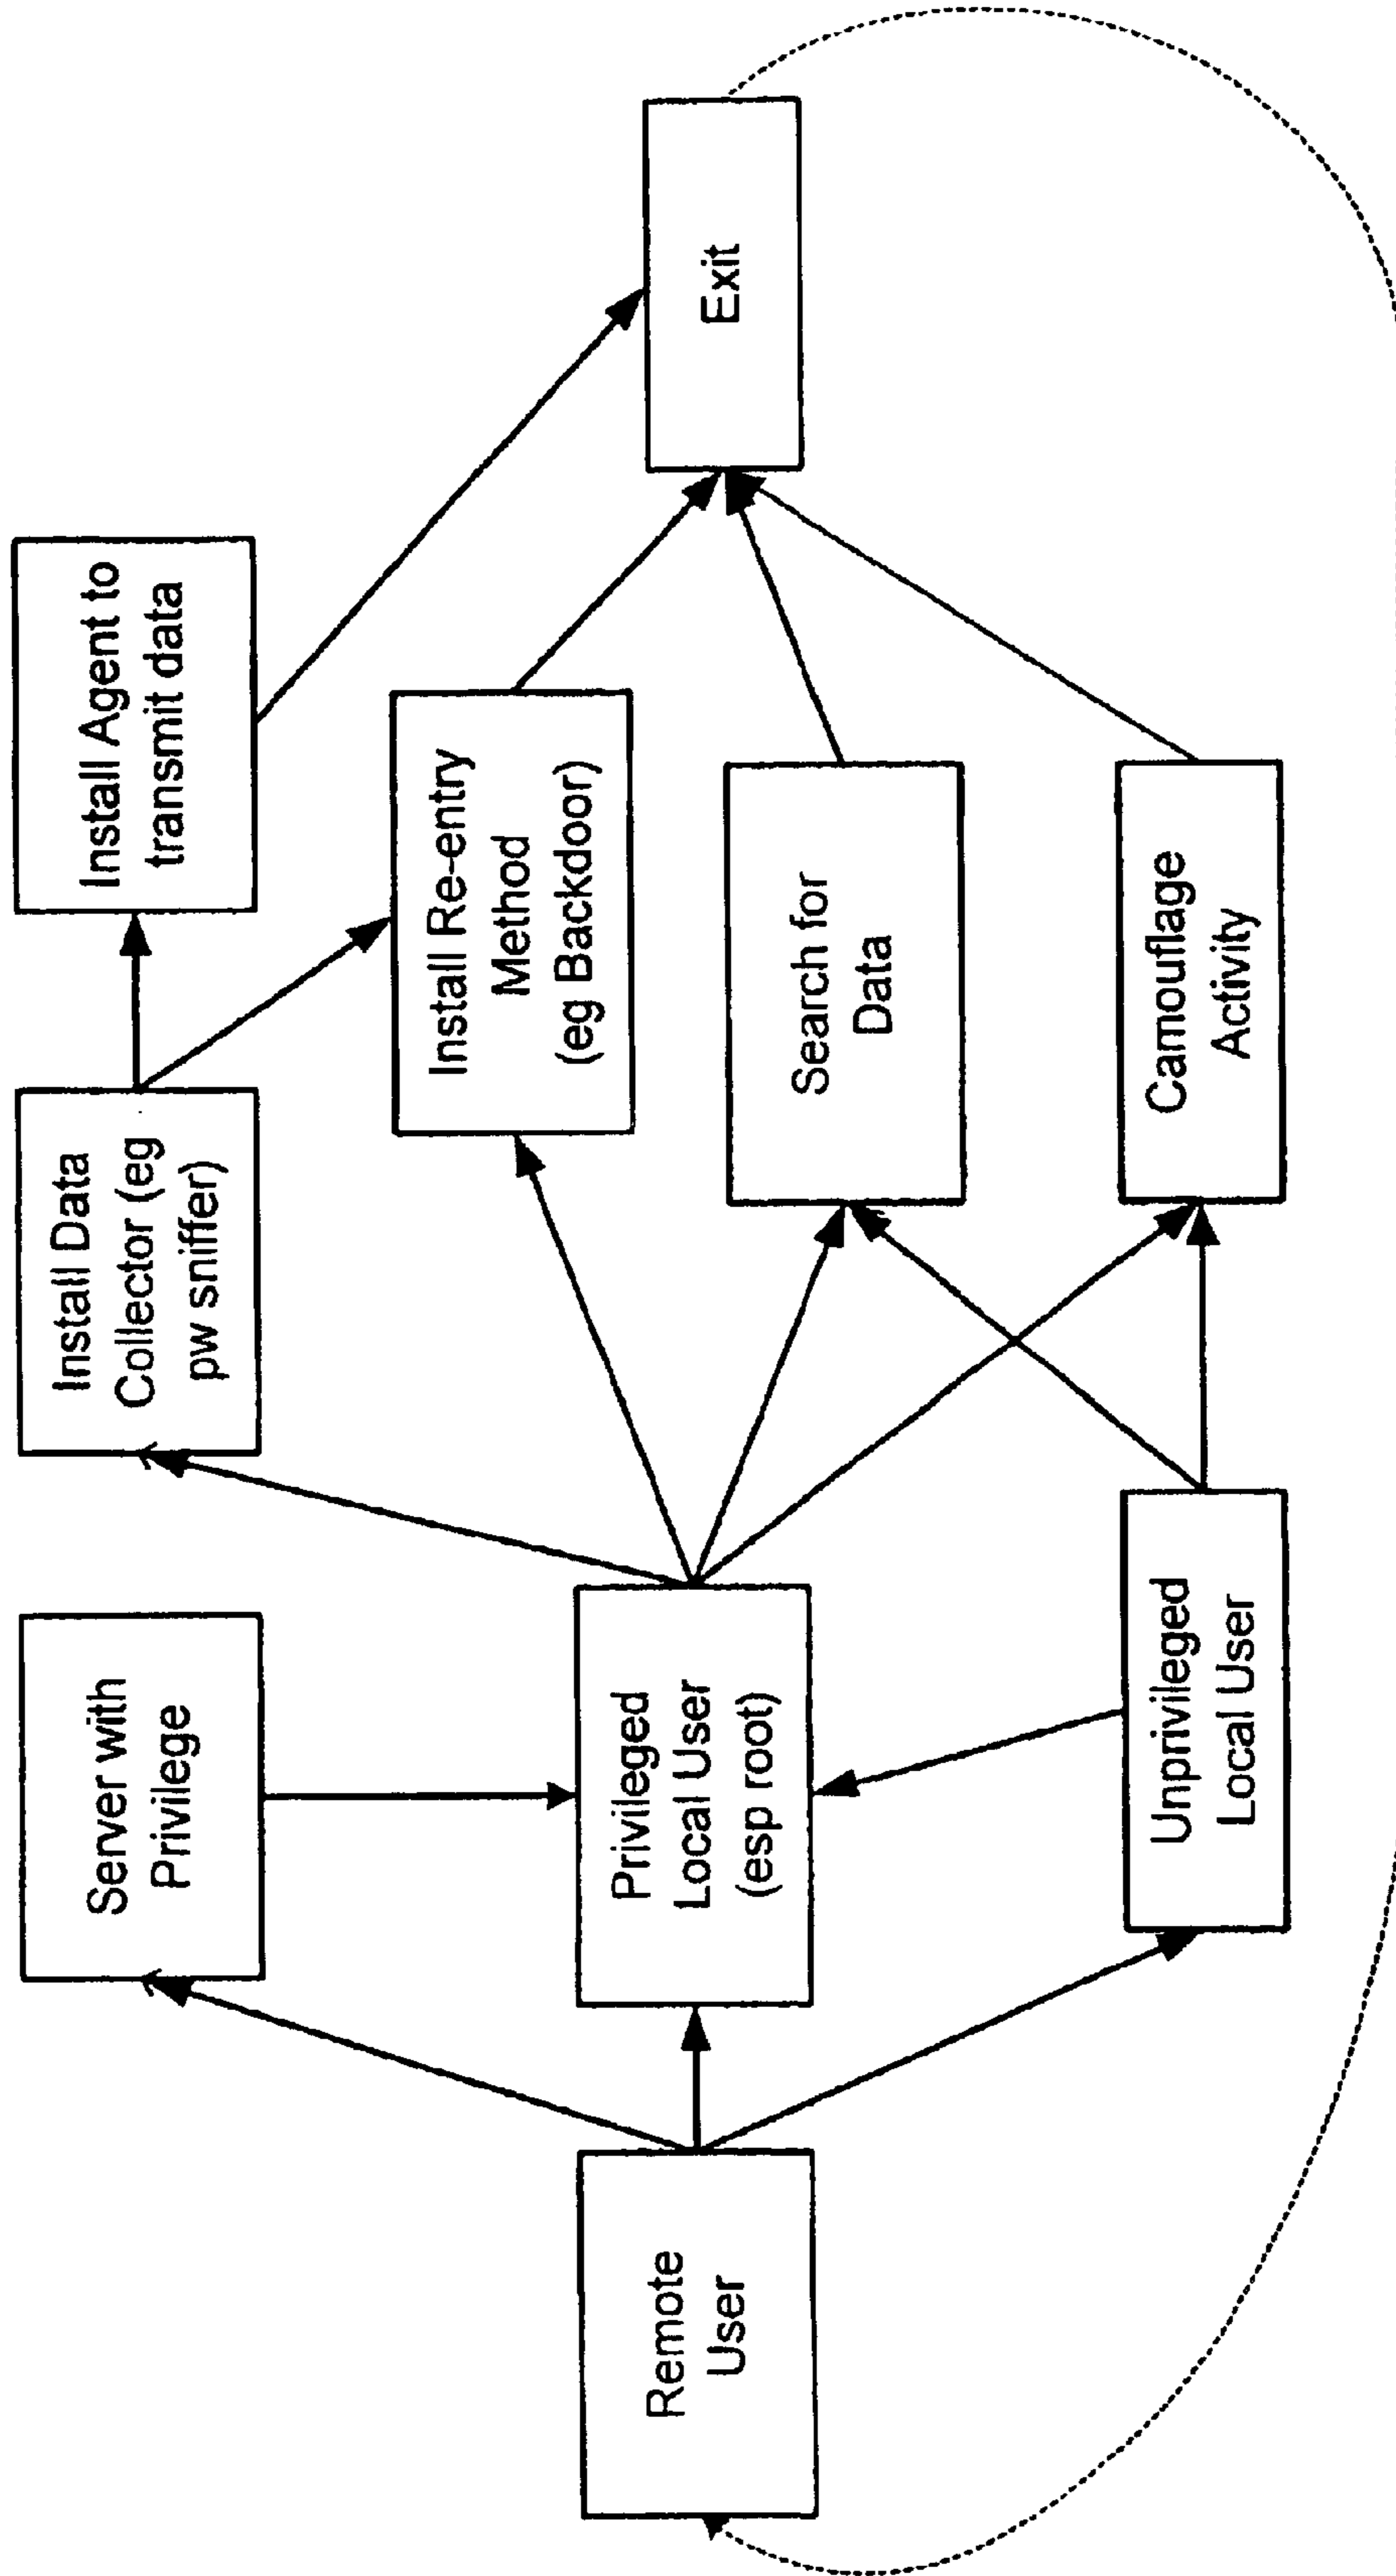 Server with
Privilege
Install Data
Collector (eg
pw sniffer)
Install Agent to
transmit data
Remote
User
Privileged
Local User
(esp root)
Install Re-entry
Method
(eg Backdoor)
Search for
Data
Exit
Unprivileged
Local User
Camouflage
Activity